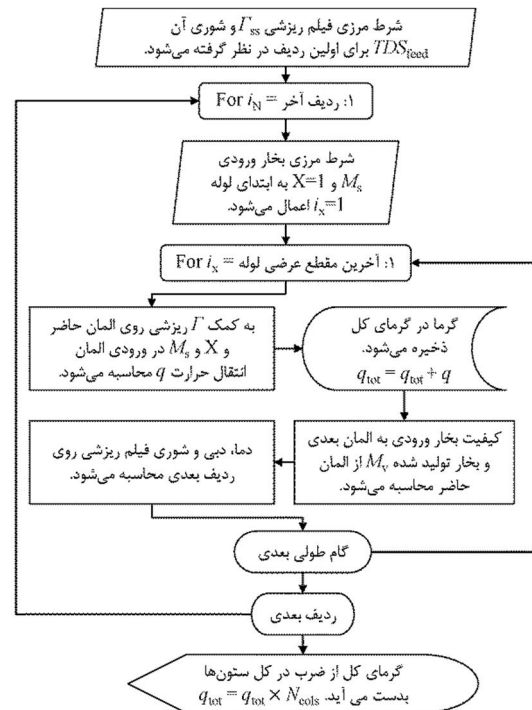 شرط مرزی فیلم ریزشی Γss و شوری آن
TDSfeed برای اولین ردیف در نظر گرفته می‌شود.
For iN = ردیف آخر :۱
شرط مرزی بخار ورودی
Ms و X=1 به ابتدای لوله
ix=1 اعمال می‌شود.
For ix = آخرین مقطع عرضی لوله :۱
به کمک Γ ریزشی روی المان حاضر
و X و Ms در ورودی المان
انتقال حرارت q محاسبه می‌شود.
گرما در گرمای کل
ذخیره می‌شود.
qtot = qtot + q
کیفیت بخار ورودی به المان بعدی
و بخار تولید شده Mv از المان
حاضر محاسبه می‌شود.
دما، دبی و شوری فیلم ریزشی روی
ردیف بعدی محاسبه می‌شود.
گام طولی بعدی
ردیف بعدی
گرمای کل از ضرب در کل ستون‌ها
بدست می آید. qtot = qtot × Ncols